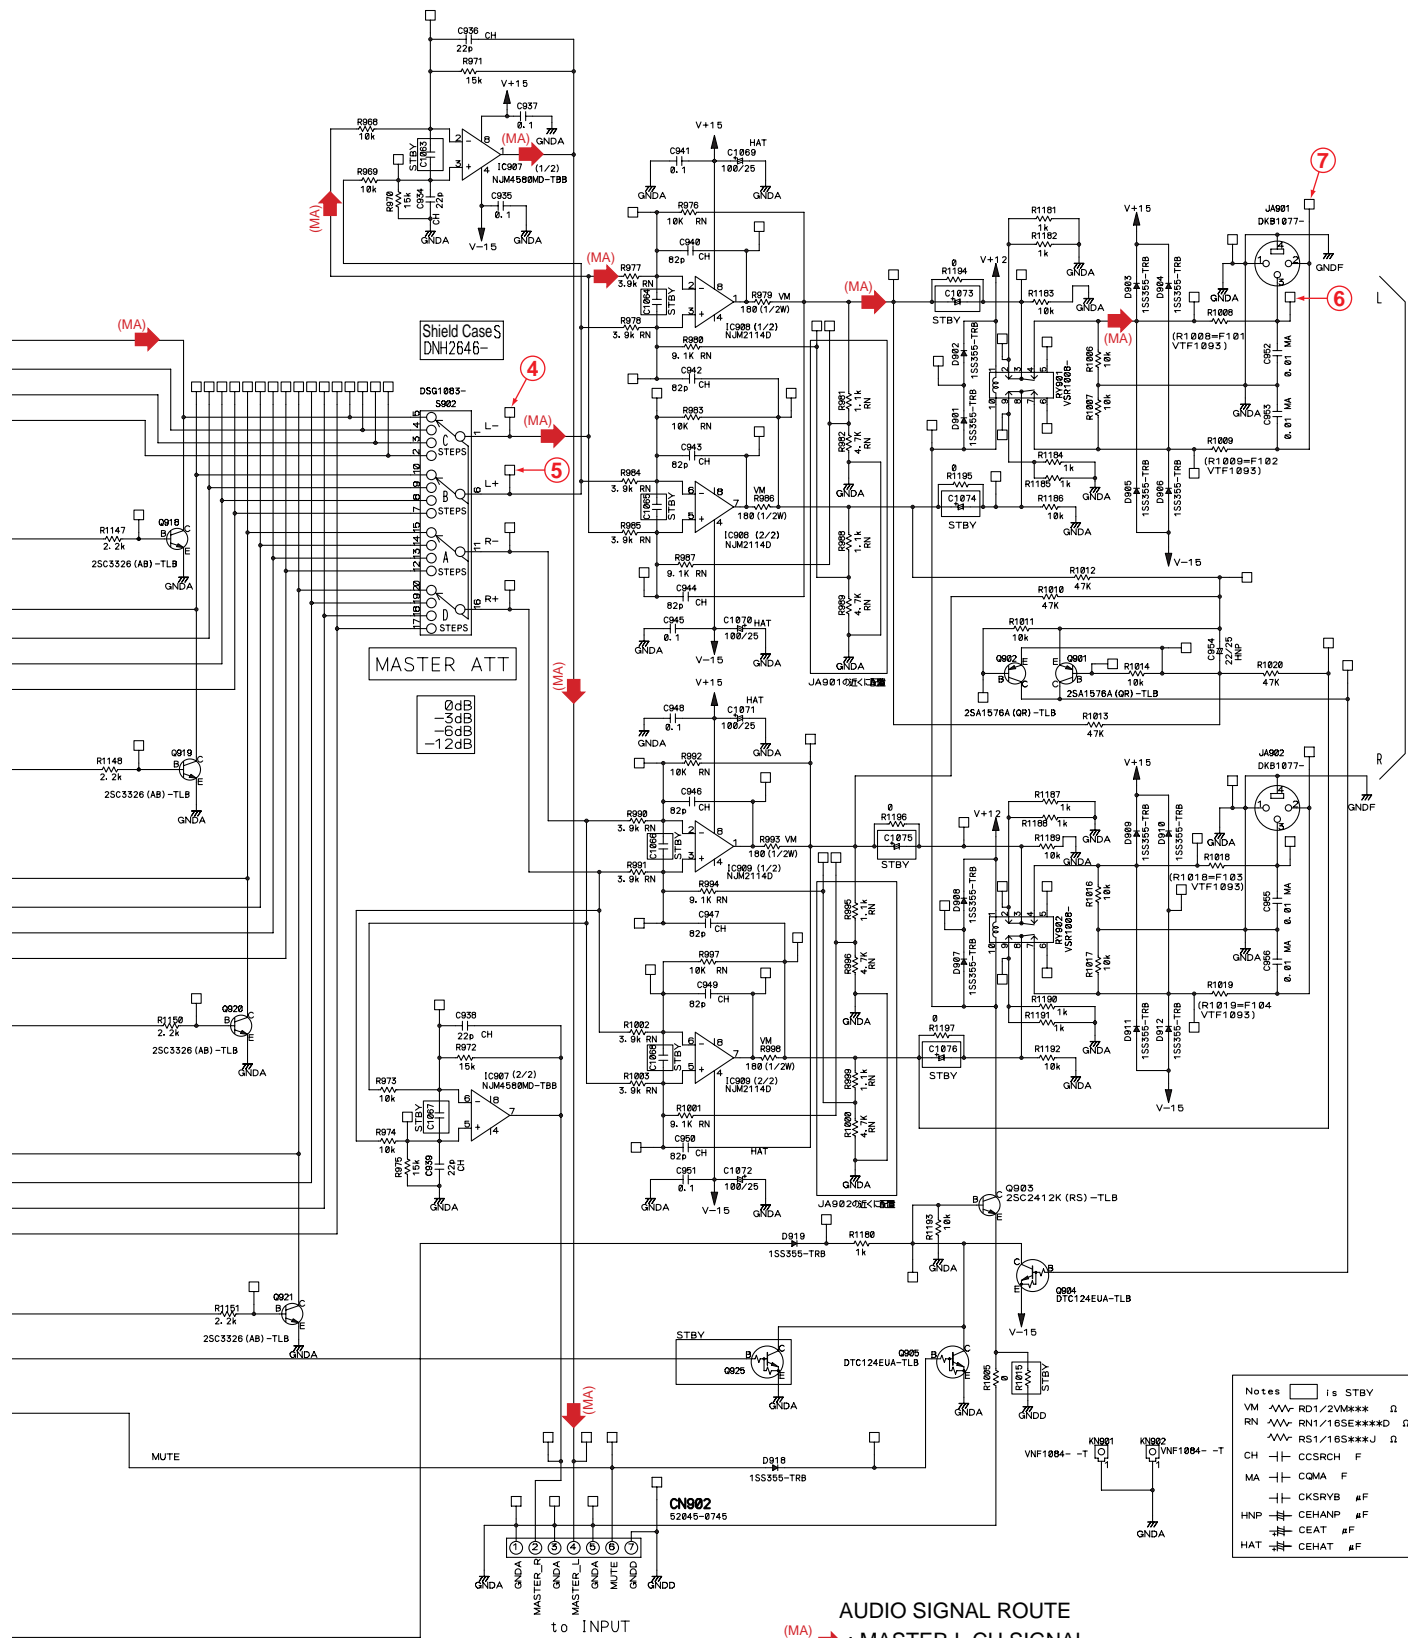 C936 CH
22p
R971
15k
V+15
C937
0.1
GNDA
R968
10k
STBY
C1063
2
3
8
1
4
(MA)
IC907 (1/2)
NJM4580MD-TBB
R969
10k
R970
15k
C934
22p
CH
GNDA
C935
0.1
V-15
GNDA
(MA)
V+15
HAT
C941
0.1
C1069
100/25
GNDA
GNDA
R976
10K RN
C940
82p CH
(MA)
R977
3.9k RN
C1064
STBY
R978
3.9k RN
IC908 (1/2)
NJM2114D
R979 VM
180(1/2W)
R980
9.1K RN
C942
82p CH
R983
10K RN
C943
82p CH
R984
3.9k RN
C1065
STBY
R985
3.9k RN
VM
R986
180(1/2W)
IC908 (2/2)
NJM2114D
R987
9.1K RN
C944
82p CH
C945
0.1
C1070 HAT
100/25
GNDA
V-15
GNDA
R981
1.1k
RN
R982
4.7K
RN
GNDA
R988
1.1k
RN
R989
4.7K
RN
GNDA
JA901の近くに配置
(MA)
0
R1194
C1073
STBY
V+12
R1181
1k
R1182
1k
GNDA
R1183
10k
GNDA
D902
1SS355-TRB
D901
1SS355-TRB
RY901
VSR1008-
R1184
1k
R1185 1k
GNDA
R1186
10k
GNDA
0
R1195
C1074
STBY
V+15
D903
1SS355-TRB
D904
1SS355-TRB
(MA)
R1006
10k
R1007
10k
D905
1SS355-TRB
D906
1SS355-TRB
V-15
R1008
(R1008=F101
VTF1093)
R1009
(R1009=F102
VTF1093)
C952
0.01 MA
C953
0.01 MA
GNDA
JA901
DKB1077-
GNDA
GNDF
7
6
L
(MA)
Shield CaseS
DNH2646-
DSG1083-
S902
C
STEPS
B
STEPS
A
STEPS
D
STEPS
L-
L+
R-
R+
4
(MA)
5
MASTER ATT
0dB
-3dB
-6dB
-12dB
R1147
2.2k
Q918
2SC3326(AB)-TLB
GNDA
R1148
2.2k
Q919
2SC3326(AB)-TLB
GNDA
R1150
2.2k
Q920
2SC3326(AB)-TLB
GNDA
R1151
2.2k
Q921
2SC3326(AB)-TLB
GNDA
(MA)
R1012
47K
R1010
47K
R1011
10k
Q902
Q901
2SA1576A(QR)-TLB
2SA1576A(QR)-TLB
R1014
10k
C954
22/25
HNP
R1020
47K
R1013
47K
V+15
HAT
C948
0.1
C1071
100/25
GNDA
GNDA
R992
10K RN
C946
82p CH
R990
3.9k RN
C1066
STBY
R991
3.9k RN
IC909 (1/2)
NJM2114D
R993 VM
180(1/2W)
R994
9.1K RN
C947
82p CH
R997
10K RN
C949
82p CH
R1002
3.9k RN
C1068
STBY
R1003
3.9k RN
VM
R998
180(1/2W)
IC909 (2/2)
NJM2114D
R1001
9.1K RN
C950
82p CH
HAT
C951
0.1
C1072
100/25
GNDA
V-15
GNDA
R995
1.1k
RN
R996
4.7K
RN
GNDA
R999
1.1k
RN
R1000
4.7K
RN
GNDA
JA902の近くに配置
0
R1196
C1075
STBY
V+12
R1187
1k
R1188 1k
GNDA
R1189
10k
GNDA
D908
1SS355-TRB
D907
1SS355-TRB
RY902
VSR1008-
R1190
1k
R1191
1k
GNDA
R1192
10k
GNDA
0
R1197
C1076
STBY
V+15
D909
1SS355-TRB
D910
1SS355-TRB
R1016
10k
R1017
10k
D911
1SS355-TRB
D912
1SS355-TRB
V-15
R1018
(R1018=F103
VTF1093)
R1019
(R1019=F104
VTF1093)
C955
0.01 MA
C956
0.01 MA
GNDA
JA902
DKB1077-
GNDA
GNDF
R
C938
22p CH
R972
15k
IC907 (2/2)
NJM4580MD-TBB
R973
10k
STBY
C1067
R974
10k
R975
15k
C939
22p
CH
GNDA
D919
1SS355-TRB
R1180
1k
R1193
10k
GNDA
Q903
2SC2412K(RS)-TLB
Q904
DTC124EUA-TLB
V-15
STBY
Q925
GNDA
Q905
DTC124EUA-TLB
GNDA
R1005
0
R1015
STBY
GNDD
(MA)
MUTE
D918
1SS355-TRB
KN901
VNF1084- -T
KN902
VNF1084- -T
GNDA
Notes is STBY
VM RD1/2VM*** Ω
RN RN1/16SE****D Ω
RS1/16S***J Ω
CH CCSRCH F
MA CQMA F
CKSRYB μF
HNP CEHANP μF
CEAT μF
HAT CEHAT μF
CN902
52045-0745
1 2 3 4 5 6 7
GNDA
GNDA
MASTER_R
GNDA
MASTER_L
GNDA
MUTE
GNDD
GNDD
to INPUT
AUDIO SIGNAL ROUTE
(MA) : MASTER L CH SIGNAL